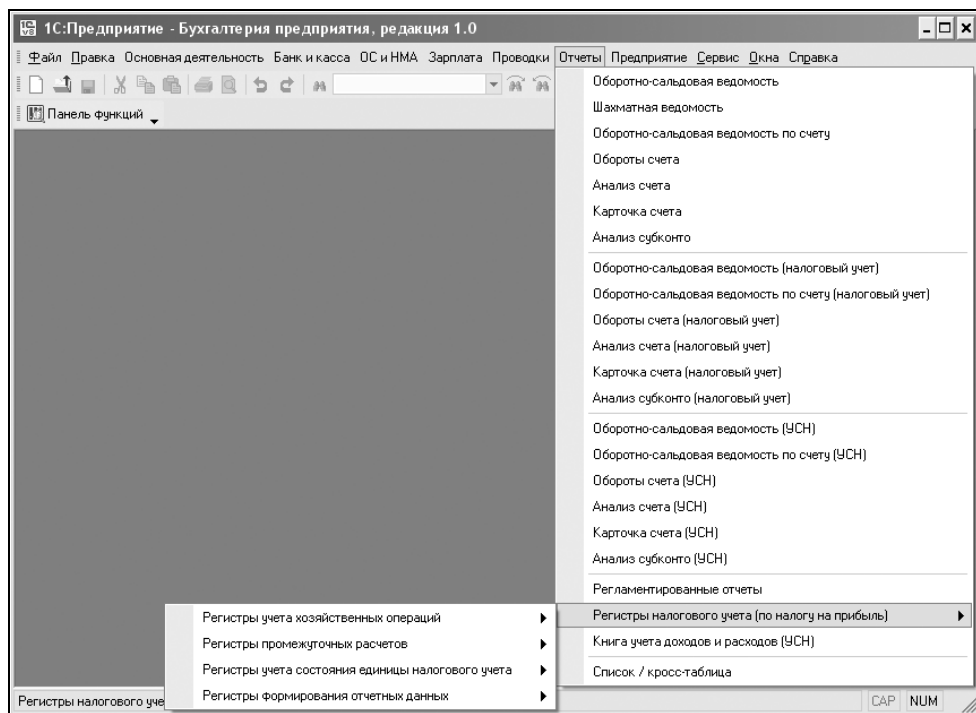 1С:Предприятие - Бухгалтерия предприятия, редакция 1.0
Файл Правка Основная деятельность Банк и касса ОС и НМА Зарплата Проводки Отчеты Предприятие Сервис Окна Справка
Панель функций
Оборотно-сальдовая ведомость
Шахматная ведомость
Оборотно-сальдовая ведомость по счету
Обороты счета
Анализ счета
Карточка счета
Анализ субконто
Оборотно-сальдовая ведомость (налоговый учет)
Оборотно-сальдовая ведомость по счету (налоговый учет)
Обороты счета (налоговый учет)
Анализ счета (налоговый учет)
Карточка счета (налоговый учет)
Анализ субконто (налоговый учет)
Оборотно-сальдовая ведомость (УСН)
Оборотно-сальдовая ведомость по счету (УСН)
Обороты счета (УСН)
Анализ счета (УСН)
Карточка счета (УСН)
Анализ субконто (УСН)
Регламентированные отчеты
Регистры налогового учета (по налогу на прибыль)
Книга учета доходов и расходов (УСН)
Список / кросс-таблица
Регистры учета хозяйственных операций
Регистры промежуточных расчетов
Регистры учета состояния единицы налогового учета
Регистры формирования отчетных данных
Регистры налогового уче
CAP NUM